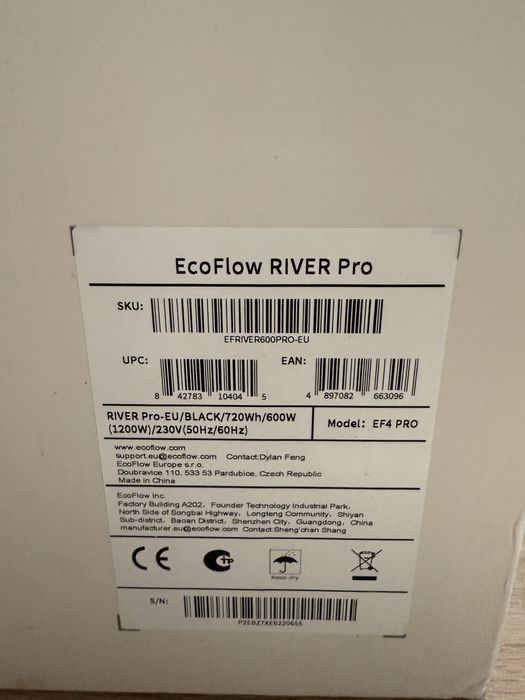 EcoFlow RIVER Pro
SKU:
EFRIVER600PRO-EU
UPC: EAN:
8 42783 10404 5 4 897082 663096
RIVER Pro-EU/BLACK/720Wh/600W
(1200W)/230V(50Hz/60Hz)
Model: EF4 PRO
www.ecoflow.com
support.eu@ecoflow.com Contact:Dylan Feng
EcoFlow Europe s.r.o.
Doubravice 110, 533 53 Pardubice, Czech Republic
Made in China
EcoFlow Inc.
Factory Building A202, Founder Technology Industrial Park,
North Side of Songbai Highway, Longteng Community, Shiyan
Sub-district, Baoan District, Shenzhen City, Guangdong, China
manufacturer.eu@ecoflow.com Contact:Sheng'chan Shang
CE TP
Keep dry
S/N:
P2EBZ7XE6220655